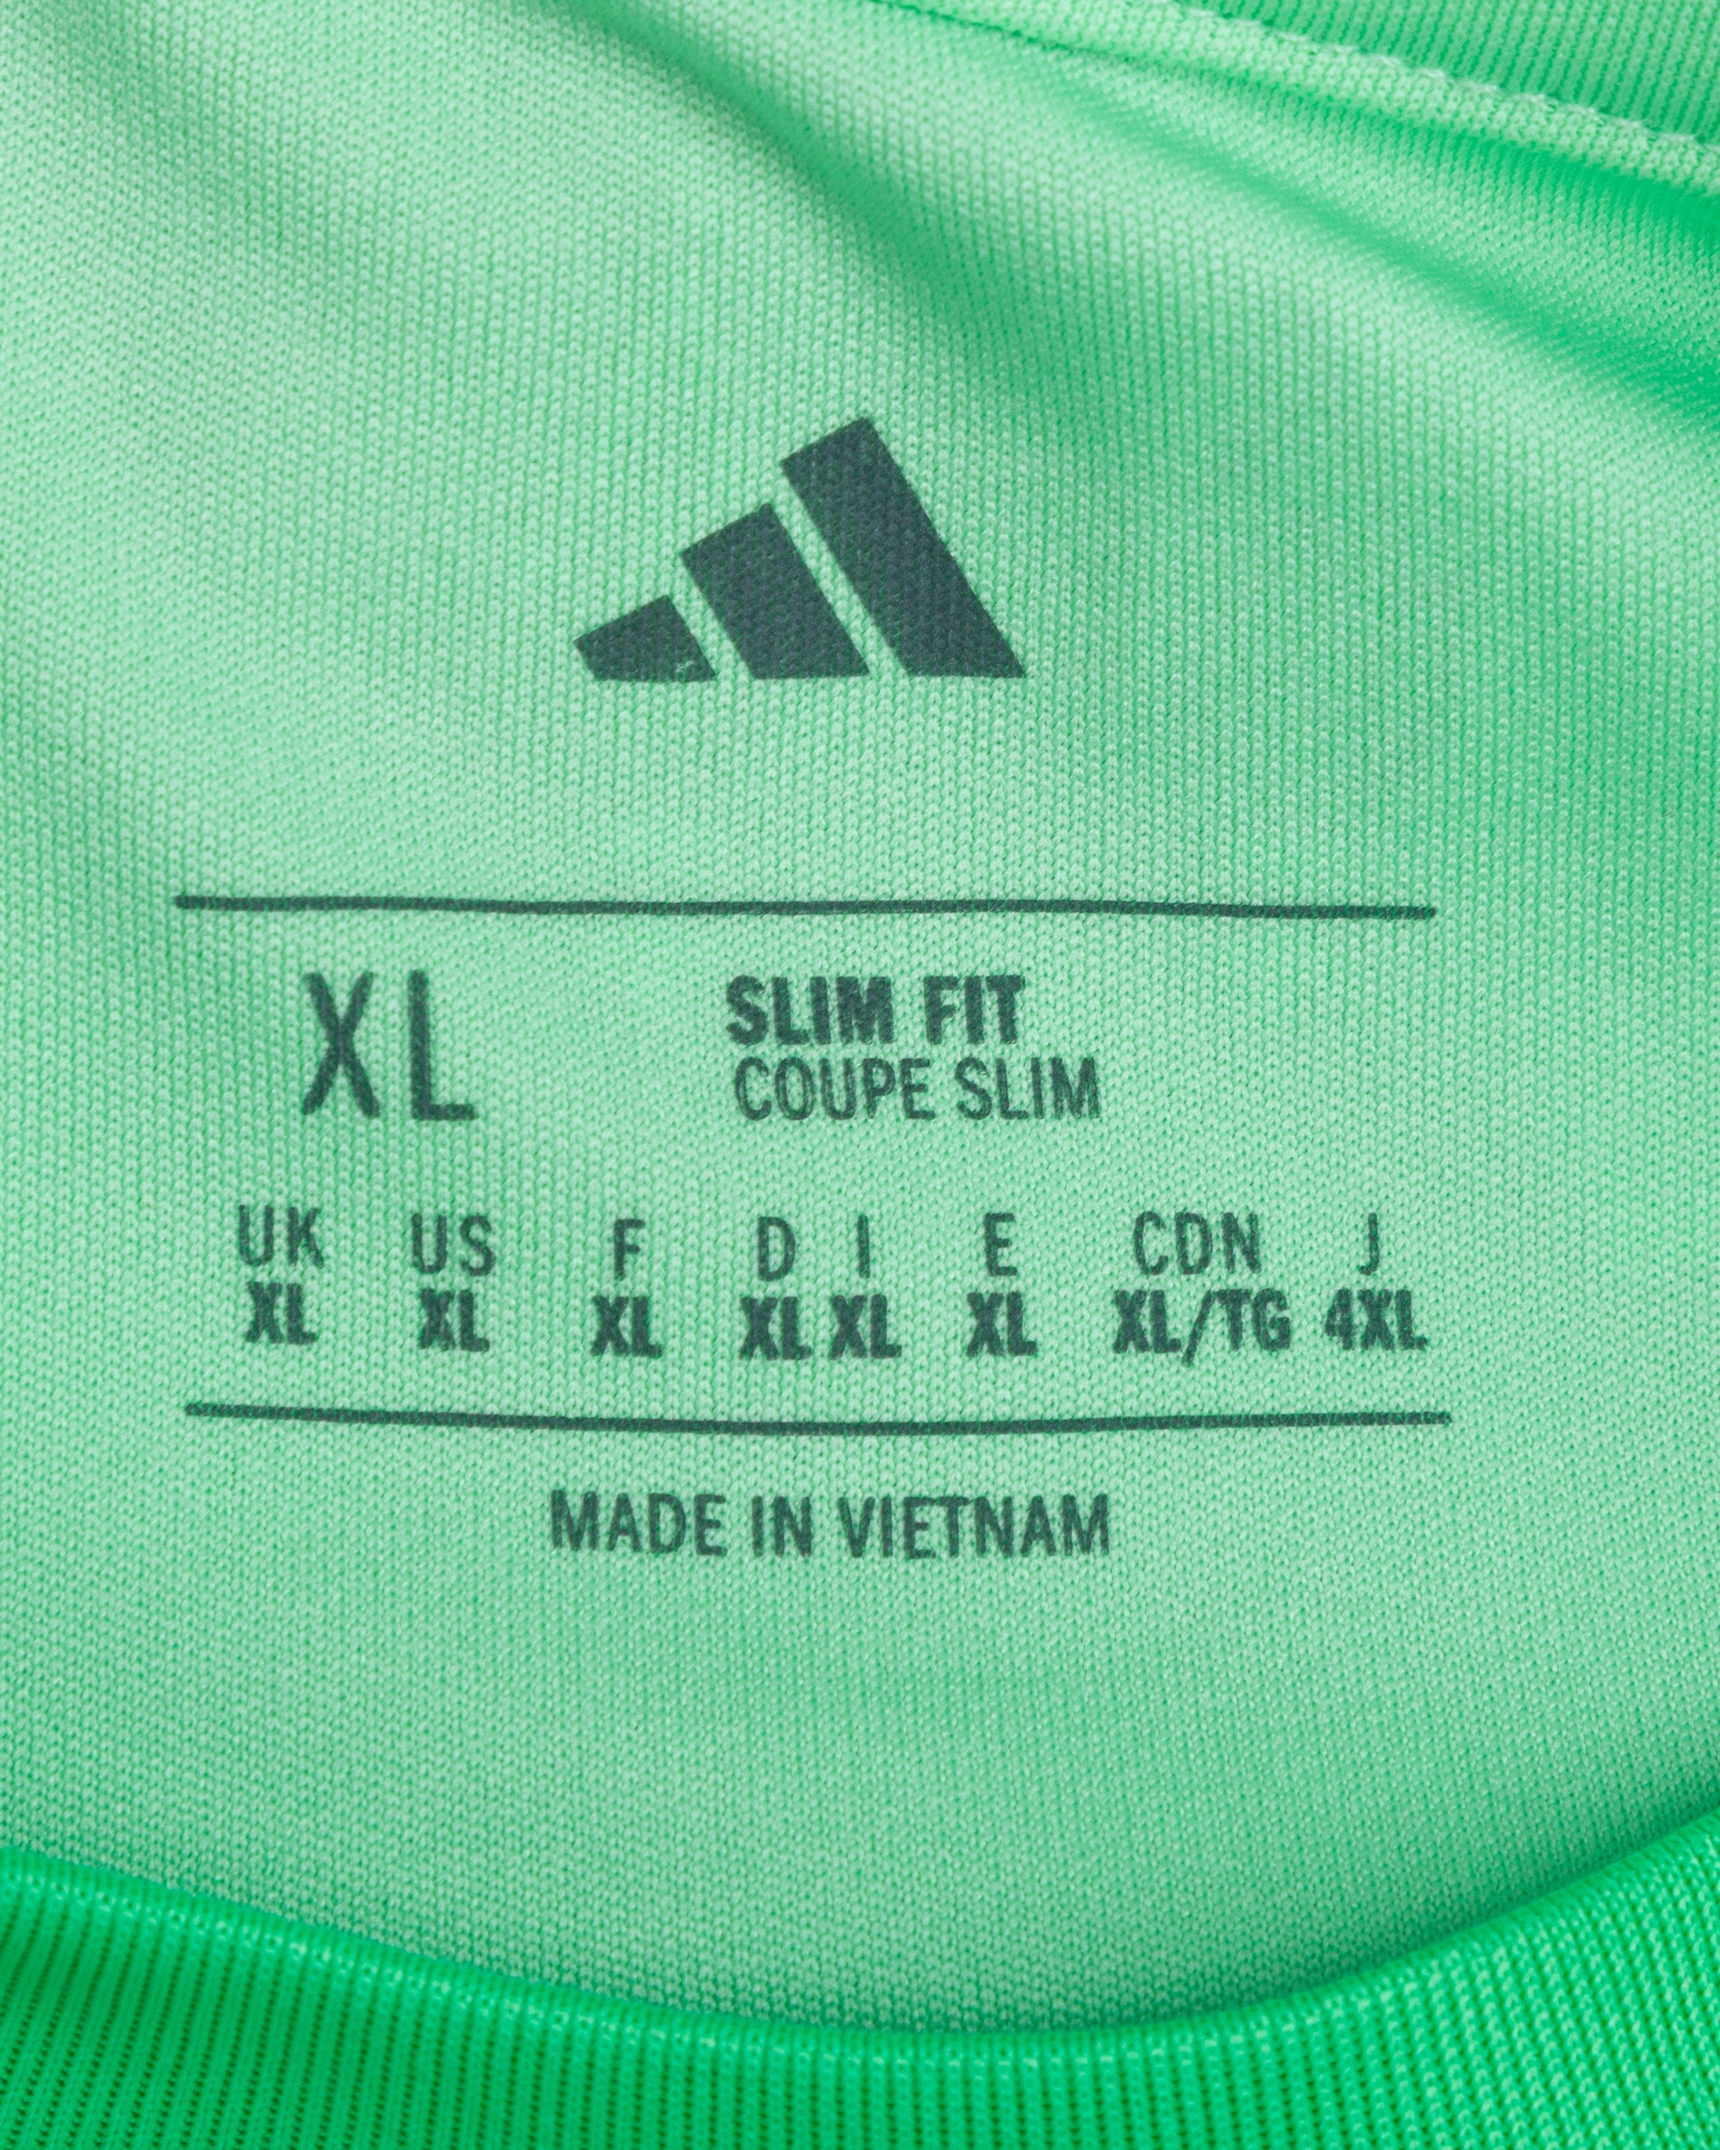 XL
SLIM FIT
COUPE SLIM
UK US F D I E CDN J
XL XL XL XL XL XL XL/TG 4XL
MADE IN VIETNAM